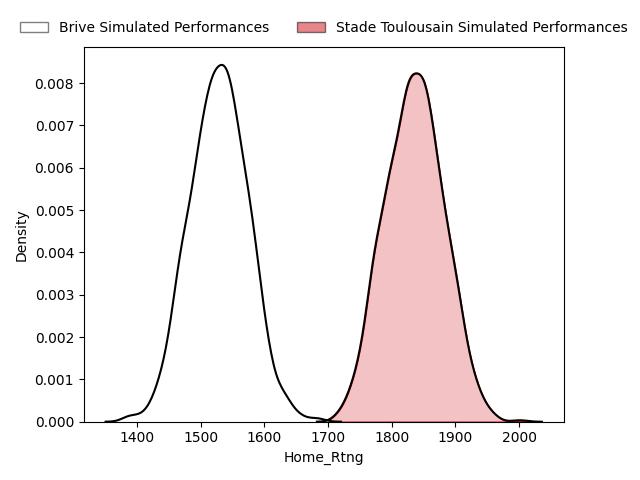 Brive Simulated Performances
Stade Toulousain Simulated Performances
0.008
0.007
0.006
0.005
0.004
0.003
0.002
0.001
0.000
Density
1400 1500 1600 1700 1800 1900 2000
Home_Rtng